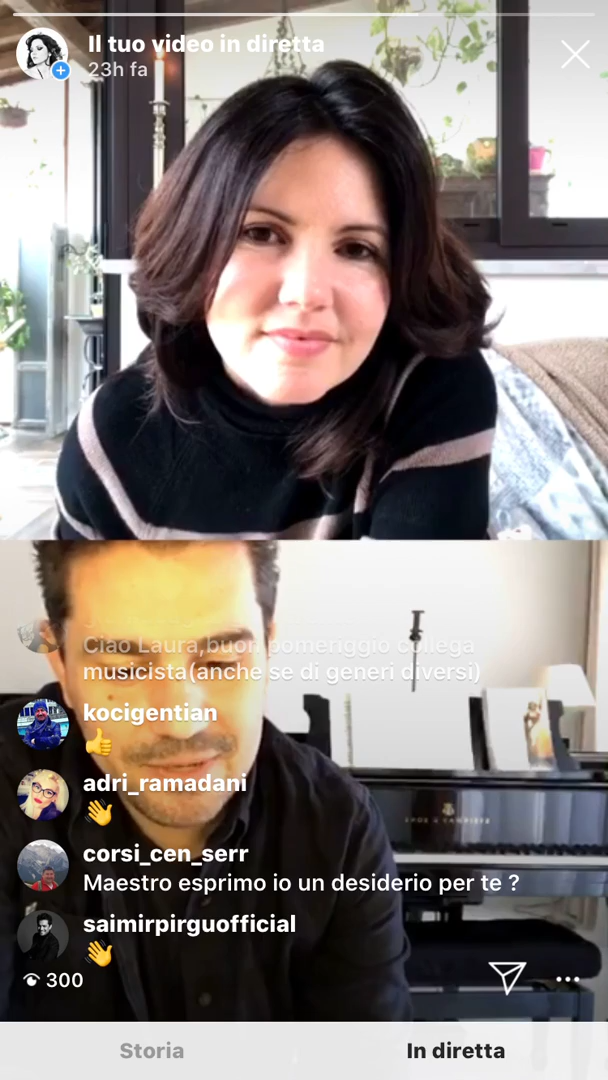 Il tuo video in diretta
23h fa
Ciao Laura,buon pomeriggio collega
musicista(anche se di generi diversi)
kocigentian
👍
adri_ramadani
👋
corsi_cen_serr
Maestro esprimo io un desiderio per te ?
saimirpirguofficial
👋
300
Storia
In diretta